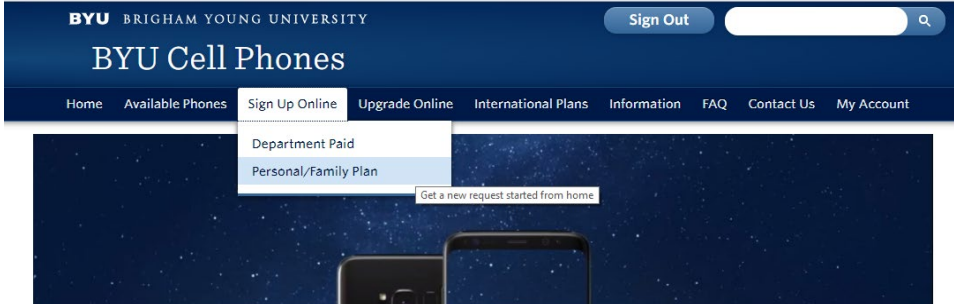 BYU BRIGHAM YOUNG UNIVERSITY
Sign Out
BYU Cell Phones
Home Available Phones Sign Up Online Upgrade Online International Plans Information FAQ Contact Us My Account
Department Paid
Personal/Family Plan
Get a new request started from home